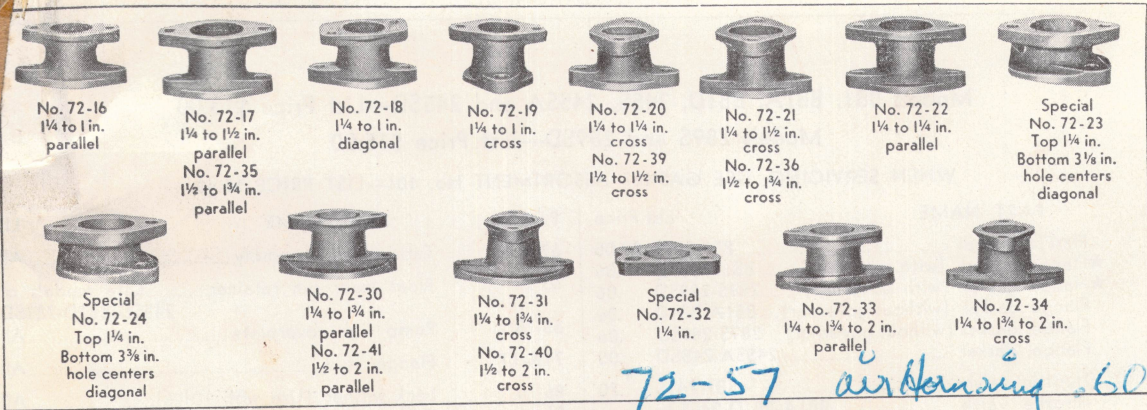 No. 72-16
1¼ to 1 in.
parallel
No. 72-17
1¼ to 1½ in.
parallel
No. 72-35
1½ to 1¾ in.
parallel
No. 72-18
1¼ to 1 in.
diagonal
No. 72-19
1¼ to 1 in.
cross
No. 72-20
1¼ to 1¼ in.
cross
No. 72-39
1½ to 1½ in.
cross
No. 72-21
1¼ to 1½ in.
cross
No. 72-36
1½ to 1¾ in.
cross
No. 72-22
1¼ to 1¼ in.
parallel
Special
No. 72-23
Top 1¼ in.
Bottom 3⅛ in.
hole centers
diagonal
Special
No. 72-24
Top 1¼ in.
Bottom 3⅜ in.
hole centers
diagonal
No. 72-30
1¼ to 1¾ in.
parallel
No. 72-41
1½ to 2 in.
parallel
No. 72-31
1¼ to 1¾ in.
cross
No. 72-40
1½ to 2 in.
cross
Special
No. 72-32
1¼ in.
No. 72-33
1¼ to 1¾ to 2 in.
parallel
No. 72-34
1¼ to 1¾ to 2 in.
cross
72-57 air Horn ring .60